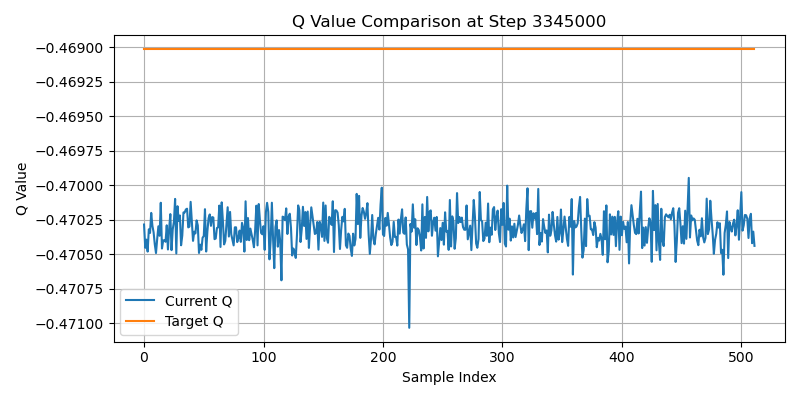 Q Value Comparison at Step 3345000
−0.46900
−0.46925
−0.46950
−0.46975
−0.47000
−0.47025
−0.47050
−0.47075
−0.47100
Q Value
Current Q
Target Q
0 100 200 300 400 500
Sample Index